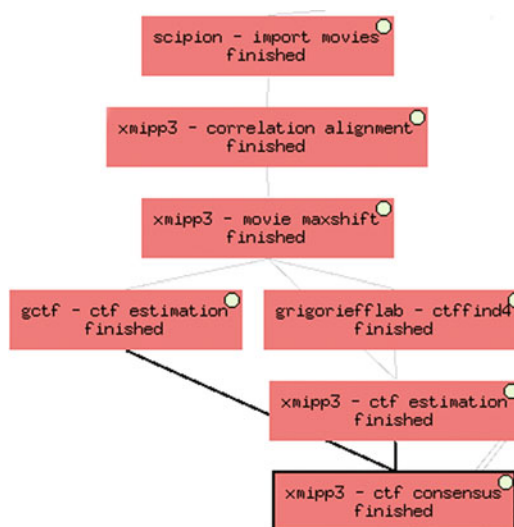 scipion - import movies
finished
xmipp3 - correlation alignment
finished
xmipp3 - movie maxshift
finished
gctf - ctf estimation
finished
grigoriefflab - ctffind4
finished
xmipp3 - ctf estimation
finished
xmipp3 - ctf consensus
finished